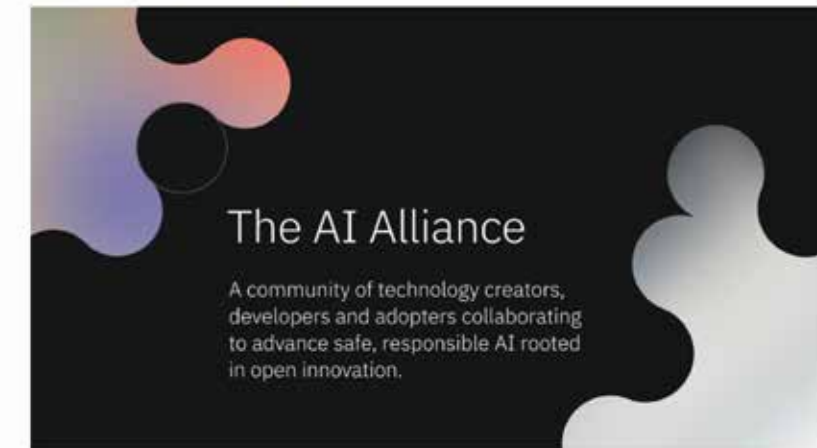 The AI Alliance
A community of technology creators,
developers and adopters collaborating
to advance safe, responsible AI rooted
in open innovation.